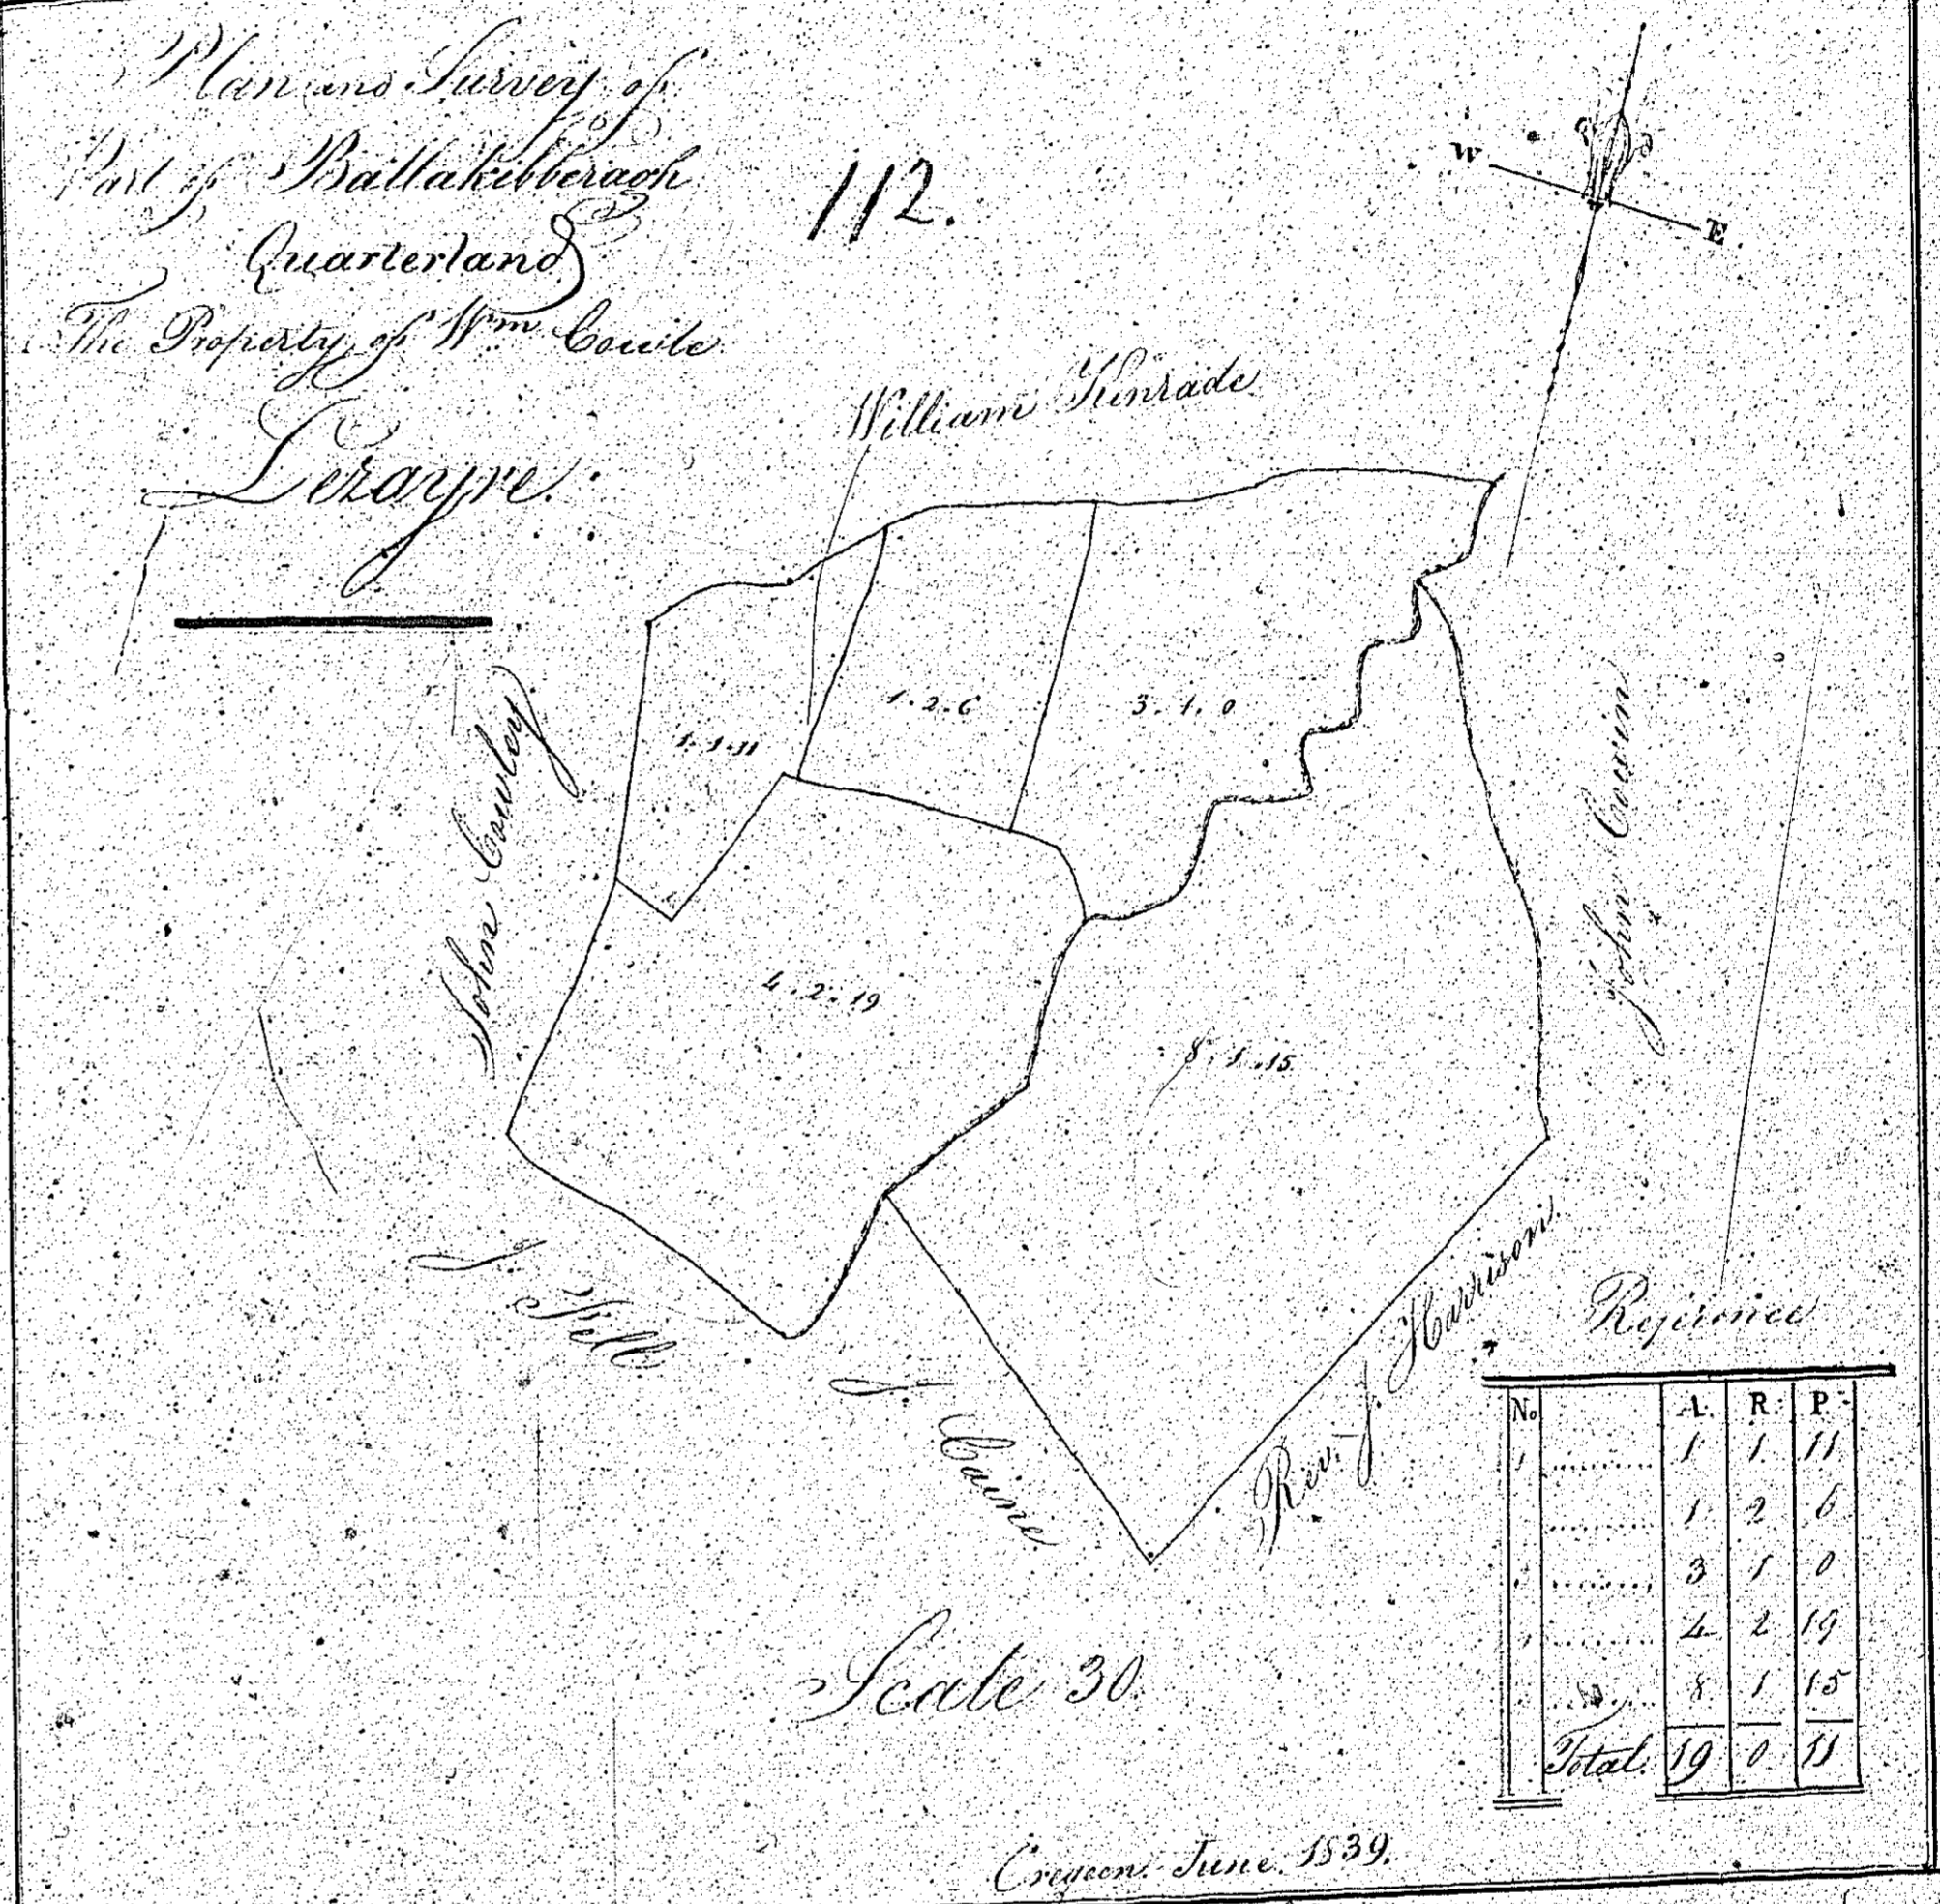 Plan and Survey of
Part of Ballakibberagh
Quarterland
The Property of Wm Cowle
Lezayre.
112.
W
E
William Kinrade
John Cowley
John Cowin
1.1.11
1.2.6
3.1.0
4.2.19
8.1.15
J. Kell
J. Caine
Rev. J. Harrison
Scale 30
Reference
No A. R. P.
1 1 11
1 2 6
3 1 0
4 2 19
8 1 15
Total. 19 0 11
Cregeen June 1839.